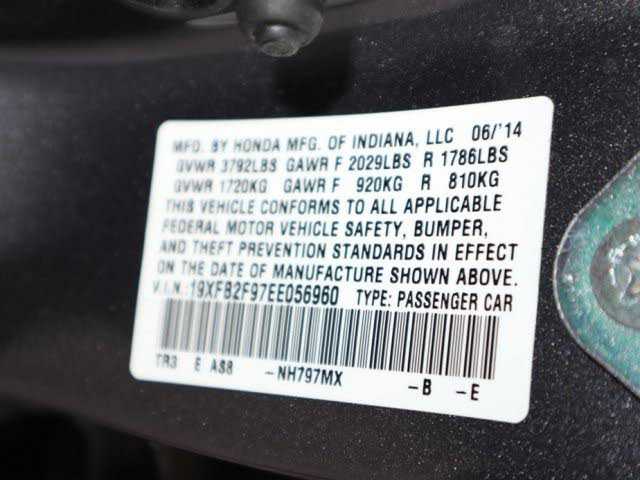 MFD. BY HONDA MFG. OF INDIANA, LLC 06/'14
GVWR 3792LBS GAWR F 2029LBS R 1786LBS
GVWR 1720KG GAWR F 920KG R 810KG
THIS VEHICLE CONFORMS TO ALL APPLICABLE
FEDERAL MOTOR VEHICLE SAFETY, BUMPER,
AND THEFT PREVENTION STANDARDS IN EFFECT
ON THE DATE OF MANUFACTURE SHOWN ABOVE.
V.I.N. :19XFB2F97EE056960 TYPE: PASSENGER CAR
TR3 E AS8 -NH797MX -B -E